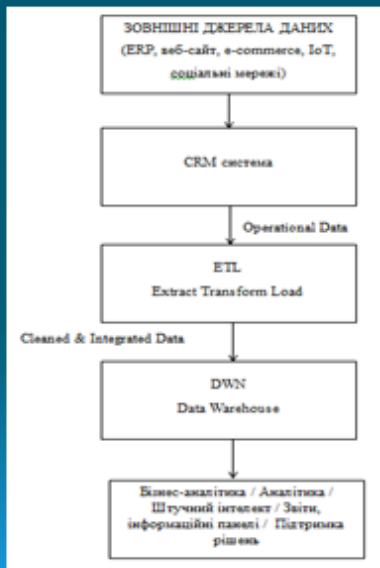 ЗОВНІШНІ ДЖЕРЕЛА ДАНИХ
(ERP, веб-сайт, e-commerce, IoT,
соціальні мережі)
CRM система
Operational Data
ETL
Extract Transform Load
Cleaned & Integrated Data
DWN
Data Warehouse
Бізнес-аналітика / Аналітика /
Штучний інтелект / Звіти,
інформаційні панелі / Підтримка
рішень